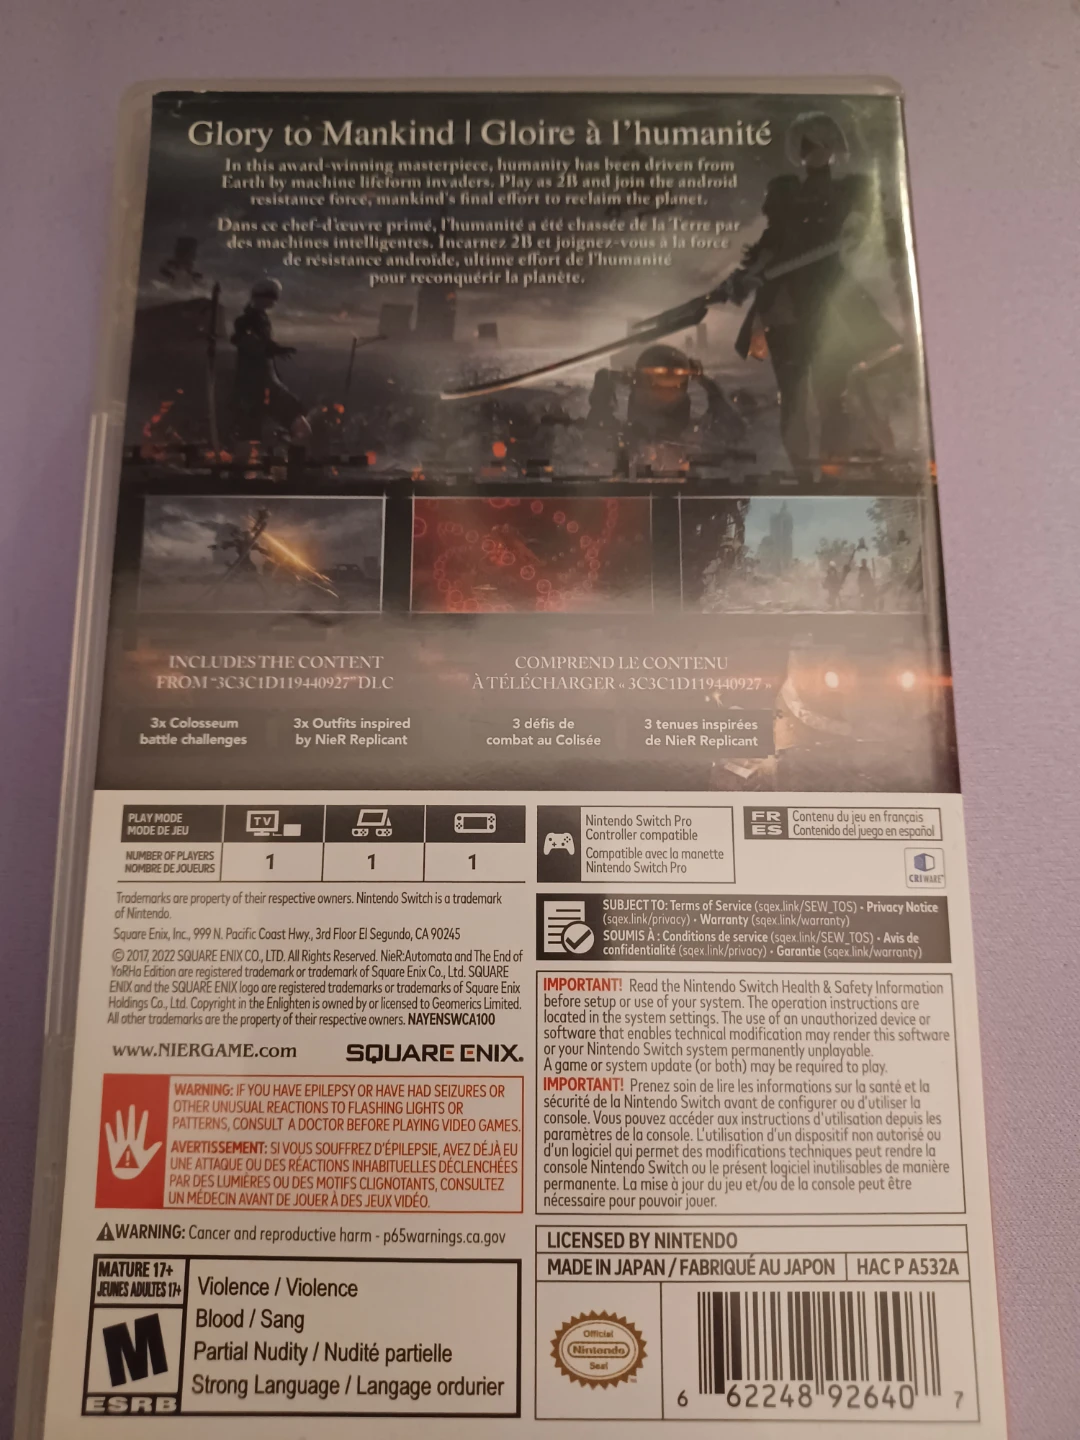 Glory to Mankind | Gloire à l'humanité
In this award-winning masterpiece, humanity has been driven from
Earth by machine lifeform invaders. Play as 2B and join the android
resistance force, mankind's final effort to reclaim the planet.
Dans ce chef-d'œuvre primé, l'humanité a été chassée de la Terre par
des machines intelligentes. Incarnez 2B et joignez-vous à la force
de résistance androïde, ultime effort de l'humanité
pour reconquérir la planète.
INCLUDES THE CONTENT
FROM "3C3C1D119440927" DLC
3x Colosseum
battle challenges
3x Outfits inspired
by NieR Replicant
COMPREND LE CONTENU
À TÉLÉCHARGER « 3C3C1D119440927 »
3 défis de
combat au Colisée
3 tenues inspirées
de NieR Replicant
PLAY MODE
MODE DE JEU
TV
NUMBER OF PLAYERS
NOMBRE DE JOUEURS
1
1
1
Nintendo Switch Pro
Controller compatible
Compatible avec la manette
Nintendo Switch Pro
FR
ES
Contenu du jeu en français
Contenido del juego en español
CRIWARE
Trademarks are property of their respective owners. Nintendo Switch is a trademark
of Nintendo.
Square Enix, Inc., 999 N. Pacific Coast Hwy., 3rd Floor El Segundo, CA 90245
© 2017, 2022 SQUARE ENIX CO., LTD. All Rights Reserved. NieR:Automata and The End of
YoRHa Edition are registered trademark or trademark of Square Enix Co., Ltd. SQUARE
ENIX and the SQUARE ENIX logo are registered trademarks or trademarks of Square Enix
Holdings Co., Ltd. Copyright in the Enlighten is owned by or licensed to Geomerics Limited.
All other trademarks are the property of their respective owners. NAYENSWCA100
www.NIERGAME.com
SQUARE ENIX.
SUBJECT TO: Terms of Service (sqex.link/SEW_TOS) • Privacy Notice
(sqex.link/privacy) • Warranty (sqex.link/warranty)
SOUMIS À : Conditions de service (sqex.link/SEW_TOS) • Avis de
confidentialité (sqex.link/privacy) • Garantie (sqex.link/warranty)
WARNING: IF YOU HAVE EPILEPSY OR HAVE HAD SEIZURES OR
OTHER UNUSUAL REACTIONS TO FLASHING LIGHTS OR
PATTERNS, CONSULT A DOCTOR BEFORE PLAYING VIDEO GAMES.
AVERTISSEMENT: SI VOUS SOUFFREZ D'ÉPILEPSIE, AVEZ DÉJÀ EU
UNE ATTAQUE OU DES RÉACTIONS INHABITUELLES DÉCLENCHÉES
PAR DES LUMIÈRES OU DES MOTIFS CLIGNOTANTS, CONSULTEZ
UN MÉDECIN AVANT DE JOUER À DES JEUX VIDÉO.
IMPORTANT! Read the Nintendo Switch Health & Safety Information
before setup or use of your system. The operation instructions are
located in the system settings. The use of an unauthorized device or
software that enables technical modification may render this software
or your Nintendo Switch system permanently unplayable.
A game or system update (or both) may be required to play.
IMPORTANT! Prenez soin de lire les informations sur la santé et la
sécurité de la Nintendo Switch avant de configurer ou d'utiliser la
console. Vous pouvez accéder aux instructions d'utilisation depuis les
paramètres de la console. L'utilisation d'un dispositif non autorisé ou
d'un logiciel qui permet des modifications techniques peut rendre la
console Nintendo Switch ou le présent logiciel inutilisables de manière
permanente. La mise à jour du jeu et/ou de la console peut être
nécessaire pour pouvoir jouer.
WARNING: Cancer and reproductive harm - p65warnings.ca.gov
MATURE 17+
JEUNES ADULTES 17+
M
ESRB
Violence / Violence
Blood / Sang
Partial Nudity / Nudité partielle
Strong Language / Langage ordurier
LICENSED BY NINTENDO
MADE IN JAPAN / FABRIQUÉ AU JAPON
HAC P A532A
Official
Nintendo
Seal
6 62248 92640 7